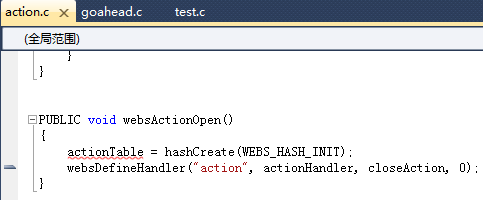 action.c × goahead.c test.c
(全局范围)
}
}
PUBLIC void websActionOpen()
{
actionTable = hashCreate(WEBS_HASH_INIT);
websDefineHandler("action", actionHandler, closeAction, 0);
}